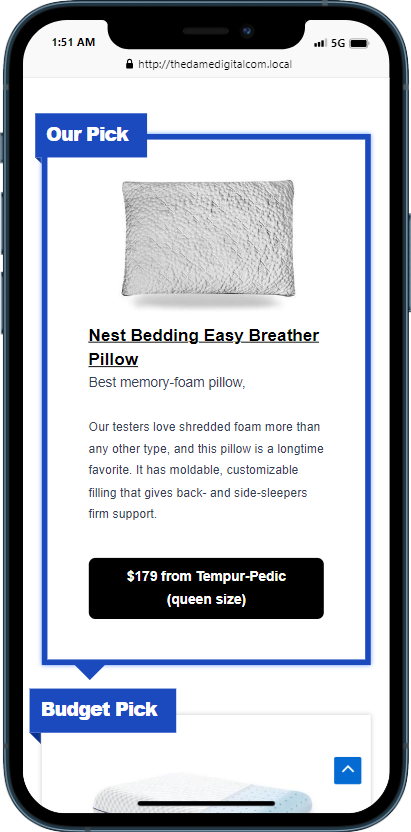 1:51 AM
5G
http://thedamedigitalcom.local
Our Pick
Nest Bedding Easy Breather
Pillow
Best memory-foam pillow,
Our testers love shredded foam more than
any other type, and this pillow is a longtime
favorite. It has moldable, customizable
filling that gives back- and side-sleepers
firm support.
$179 from Tempur-Pedic
(queen size)
Budget Pick